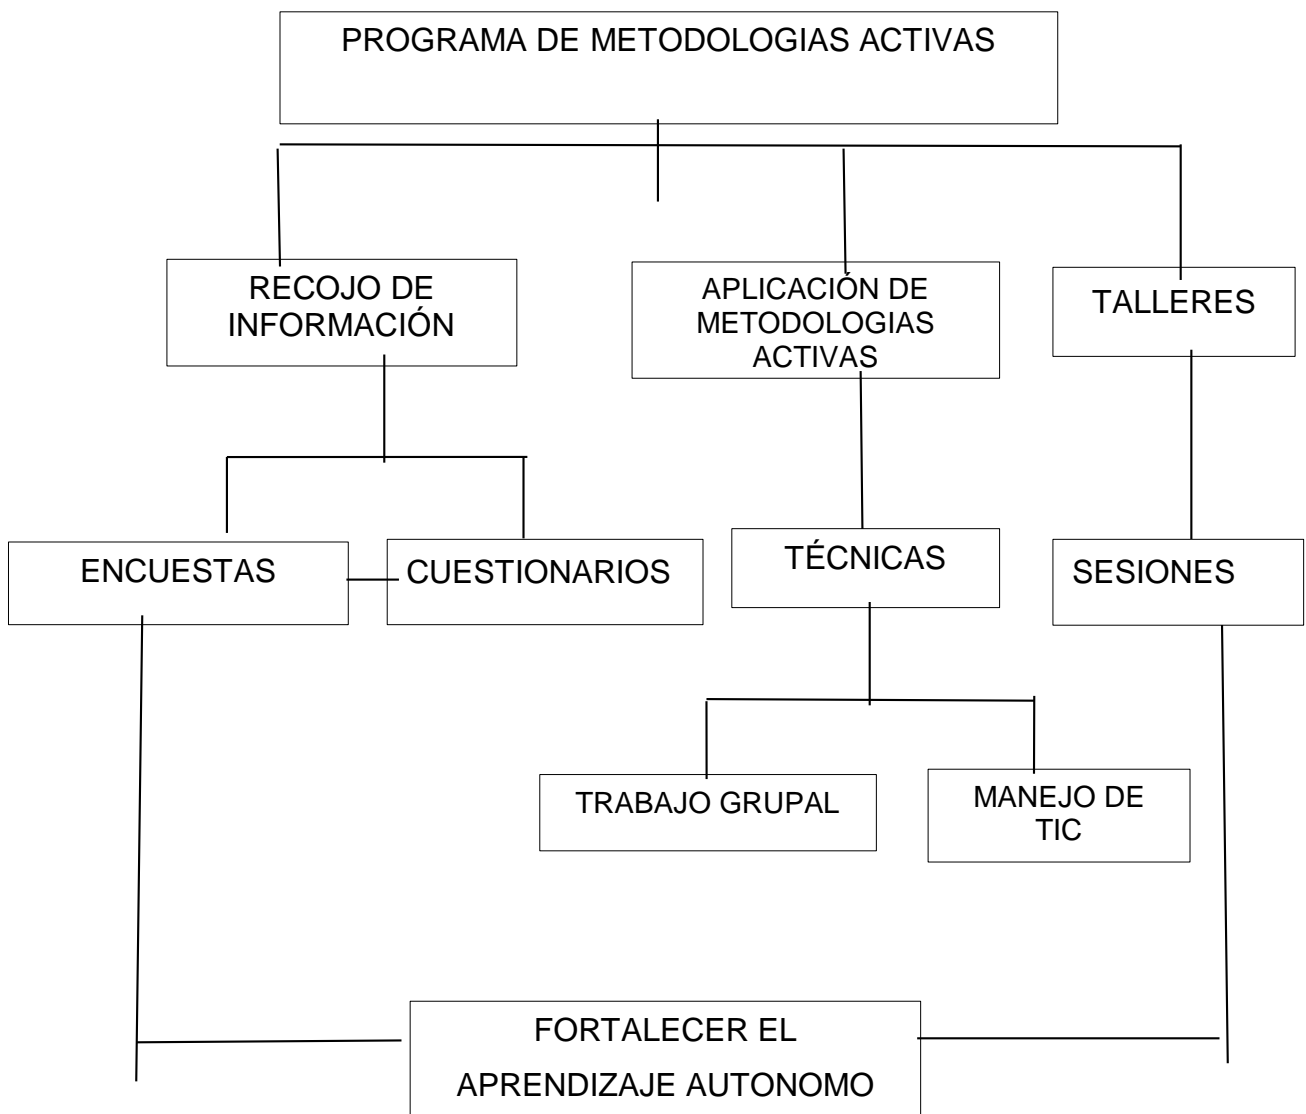 PROGRAMA DE METODOLOGIAS ACTIVAS
RECOJO DE
INFORMACIÓN
APLICACIÓN DE
METODOLOGIAS
ACTIVAS
TALLERES
ENCUESTAS
CUESTIONARIOS
TÉCNICAS
SESIONES
TRABAJO GRUPAL
MANEJO DE
TIC
FORTALECER EL
APRENDIZAJE AUTONOMO